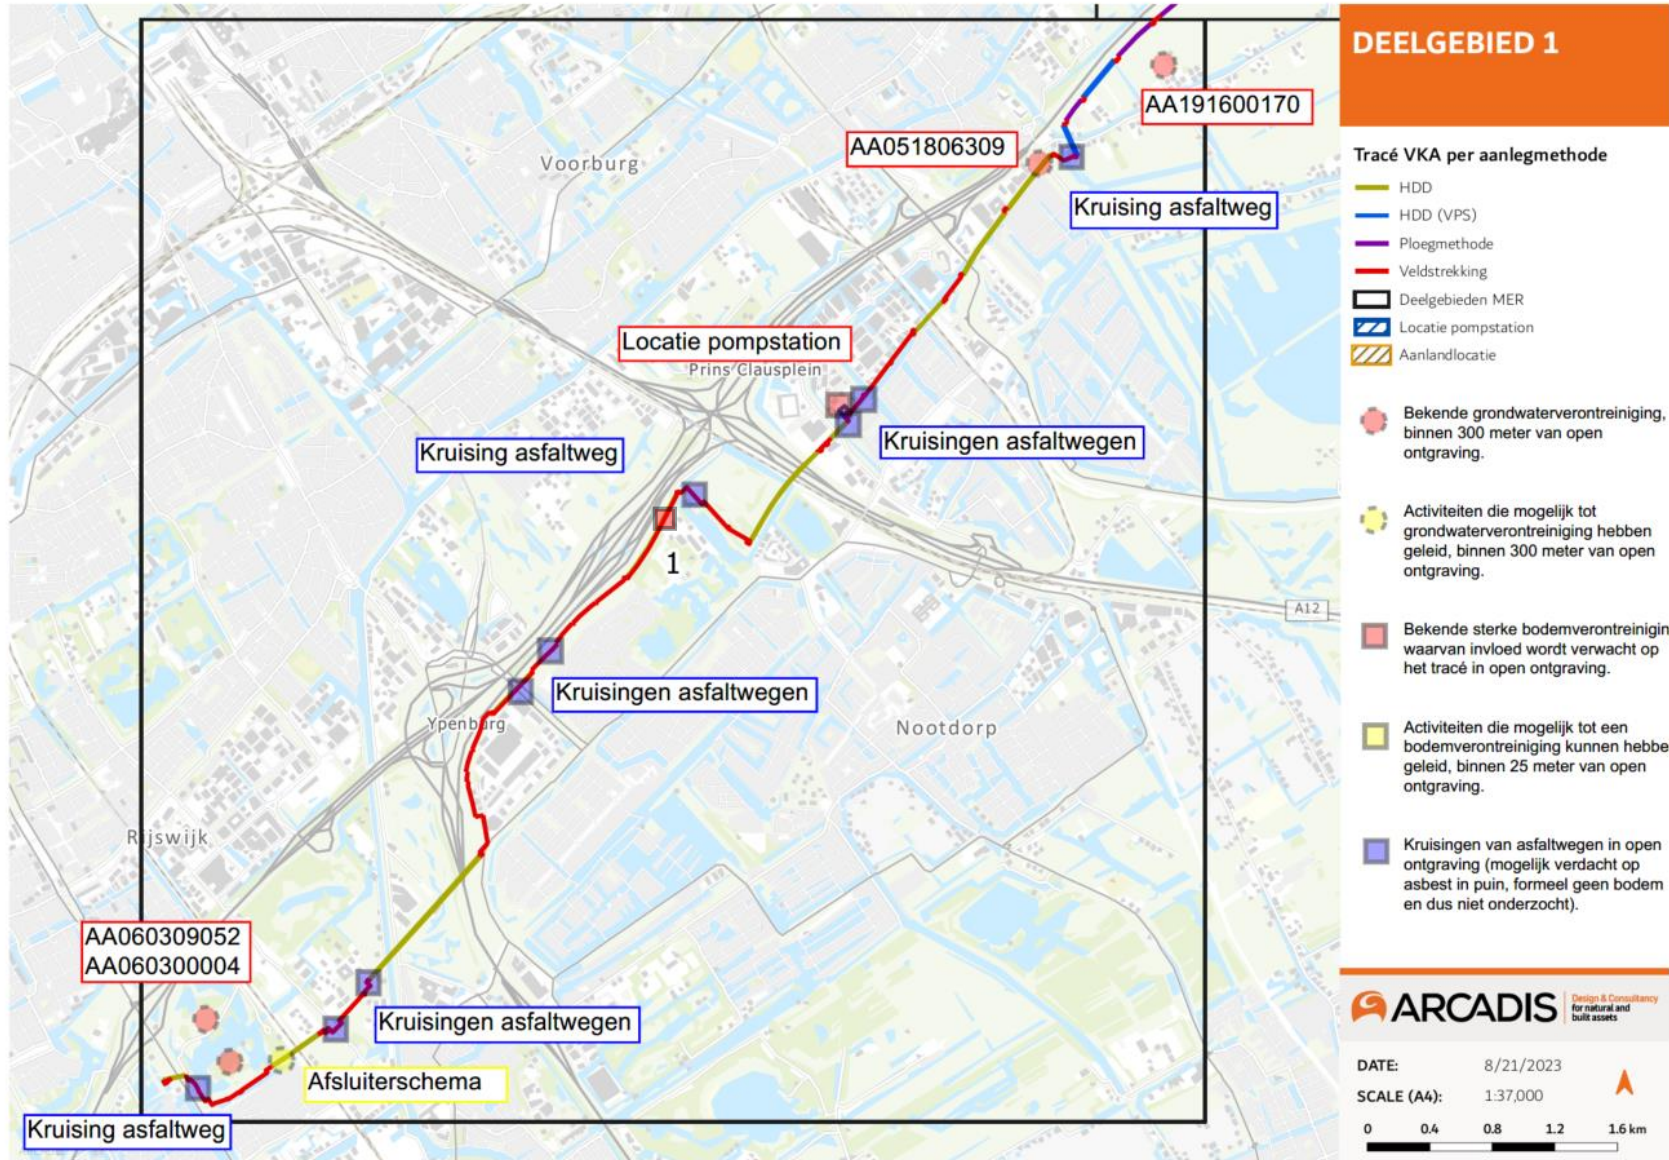 DEELGEBIED 1
AA191600170
AA051806309
Voorburg
Kruising asfaltweg
Locatie pompstation
Prins Clausplein
Kruising asfaltweg
Kruisingen asfaltwegen
1
A12
Kruisingen asfaltwegen
Ypenburg
Nootdorp
Rijswijk
AA060309052
AA060300004
Kruisingen asfaltwegen
Afsluiterschema
Kruising asfaltweg
Tracé VKA per aanlegmethode
HDD
HDD (VPS)
Ploegmethode
Veldstrekking
Deelgebieden MER
Locatie pompstation
Aanlandlocatie
Bekende grondwaterverontreiniging,
binnen 300 meter van open
ontgraving.
Activiteiten die mogelijk tot
grondwaterverontreiniging hebben
geleid, binnen 300 meter van open
ontgraving.
Bekende sterke bodemverontreinigin
waarvan invloed wordt verwacht op
het tracé in open ontgraving.
Activiteiten die mogelijk tot een
bodemverontreiniging kunnen hebbe
geleid, binnen 25 meter van open
ontgraving.
Kruisingen van asfaltwegen in open
ontgraving (mogelijk verdacht op
asbest in puin, formeel geen bodem
en dus niet onderzocht).
ARCADIS
Design & Consultancy
for natural and
built assets
DATE: 8/21/2023
SCALE (A4): 1:37,000
0 0.4 0.8 1.2 1.6 km